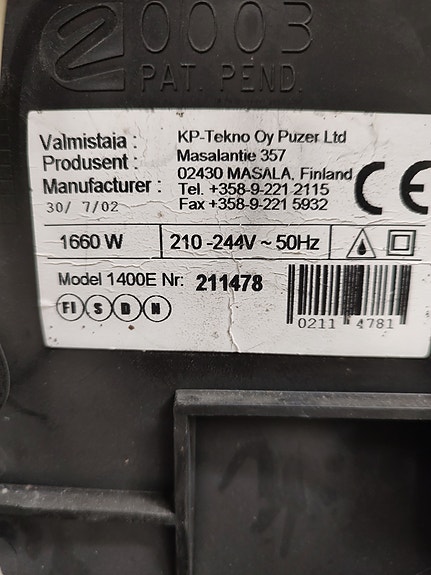 2 0003
PAT. PEND.
Valmistaja : KP-Tekno Oy Puzer Ltd
Produsent : Masalantie 357
Manufacturer : 02430 MASALA, Finland
30/ 7/02 Tel. +358-9-221 2115
Fax +358-9-221 5932
CE
1660 W 210 -244V ~ 50Hz
Model 1400E Nr: 211478
FI S D N
0211 4781